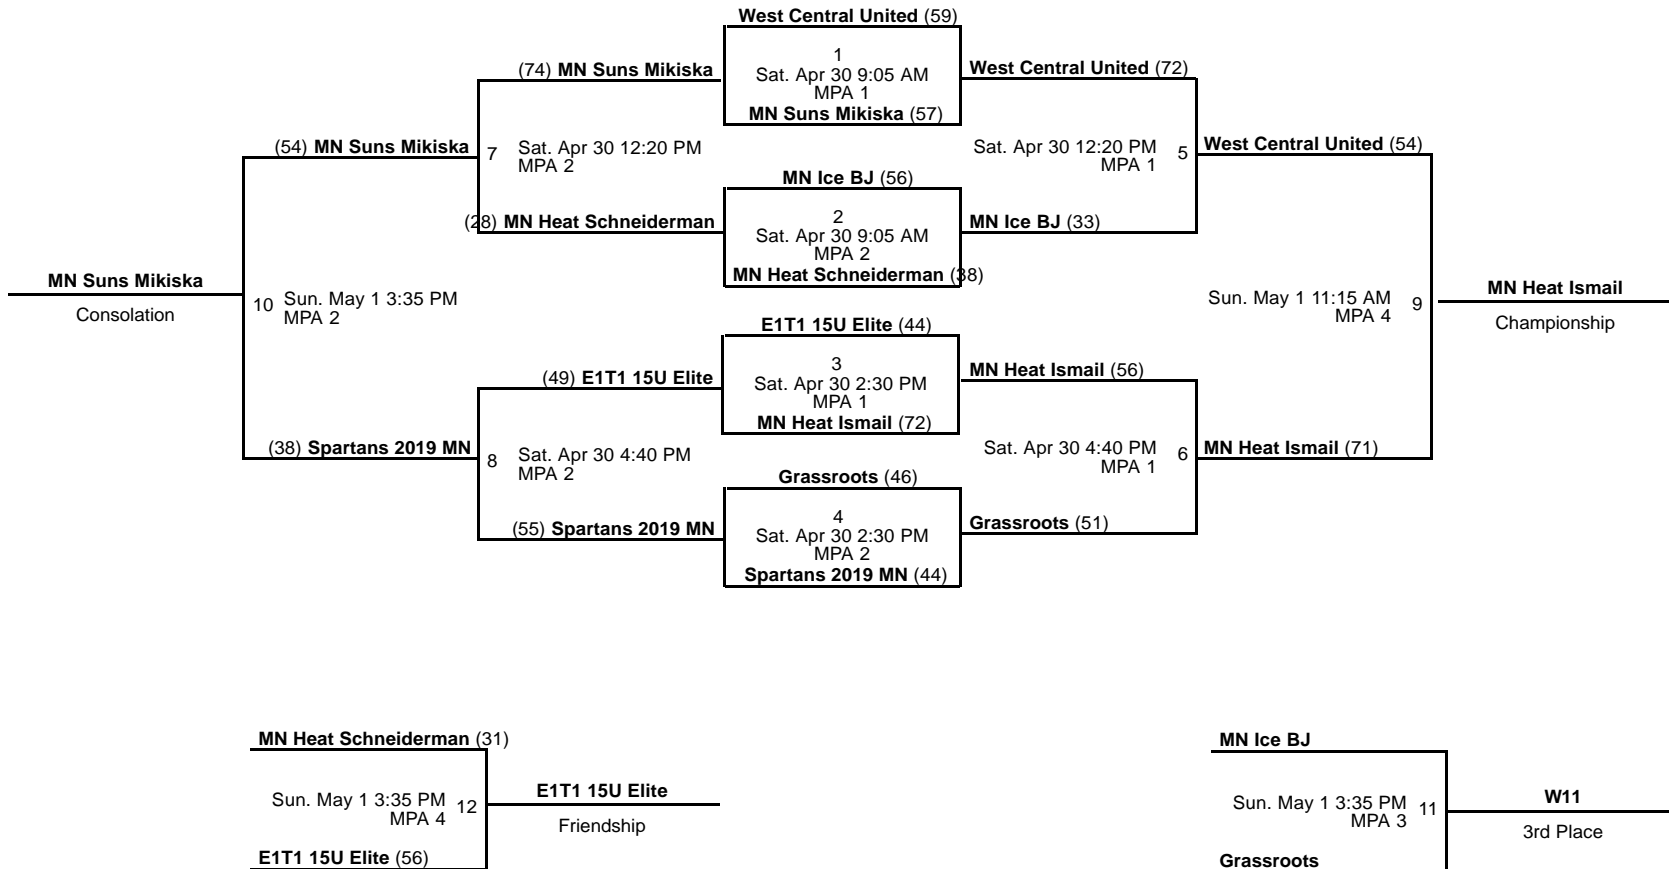 West Central United (59)
1
Sat. Apr 30 9:05 AM
MPA 1
MN Suns Mikiska (57)
(74) MN Suns Mikiska
West Central United (72)
(54) MN Suns Mikiska
7 Sat. Apr 30 12:20 PM
MPA 2
Sat. Apr 30 12:20 PM 5
MPA 1
West Central United (54)
MN Ice BJ (56)
2
Sat. Apr 30 9:05 AM
MPA 2
MN Heat Schneiderman (38)
(28) MN Heat Schneiderman
MN Ice BJ (33)
MN Suns Mikiska
Consolation
10 Sun. May 1 3:35 PM
MPA 2
Sun. May 1 11:15 AM 9
MPA 4
MN Heat Ismail
Championship
E1T1 15U Elite (44)
3
Sat. Apr 30 2:30 PM
MPA 1
MN Heat Ismail (72)
(49) E1T1 15U Elite
MN Heat Ismail (56)
(38) Spartans 2019 MN
8 Sat. Apr 30 4:40 PM
MPA 2
Sat. Apr 30 4:40 PM 6
MPA 1
MN Heat Ismail (71)
Grassroots (46)
4
Sat. Apr 30 2:30 PM
MPA 2
Spartans 2019 MN (44)
(55) Spartans 2019 MN
Grassroots (51)
MN Heat Schneiderman (31)
Sun. May 1 3:35 PM 12
MPA 4
E1T1 15U Elite (56)
E1T1 15U Elite
Friendship
MN Ice BJ
Sun. May 1 3:35 PM 11
MPA 3
Grassroots
W11
3rd Place